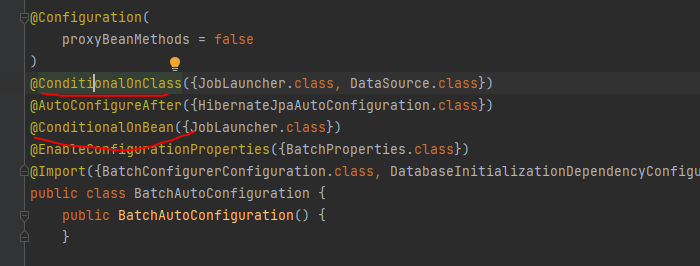 @Configuration(
proxyBeanMethods = false
)
@ConditionalOnClass({JobLauncher.class, DataSource.class})
@AutoConfigureAfter({HibernateJpaAutoConfiguration.class})
@ConditionalOnBean({JobLauncher.class})
@EnableConfigurationProperties({BatchProperties.class})
@Import({BatchConfigurerConfiguration.class, DatabaseInitializationDependencyConfigu
public class BatchAutoConfiguration {
public BatchAutoConfiguration() {
}